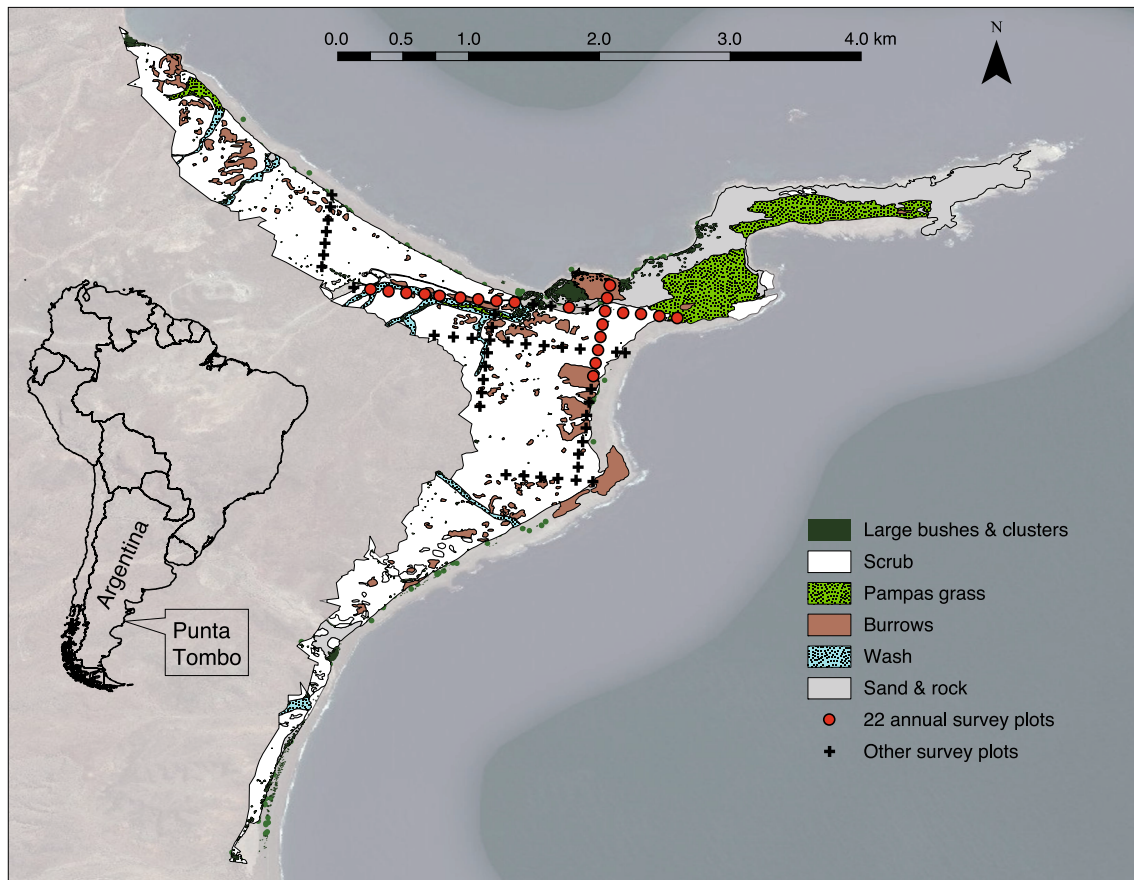 0.0 0.5 1.0 2.0 3.0 4.0 km
N
Argentina
Punta
Tombo
Large bushes & clusters
Scrub
Pampas grass
Burrows
Wash
Sand & rock
22 annual survey plots
Other survey plots